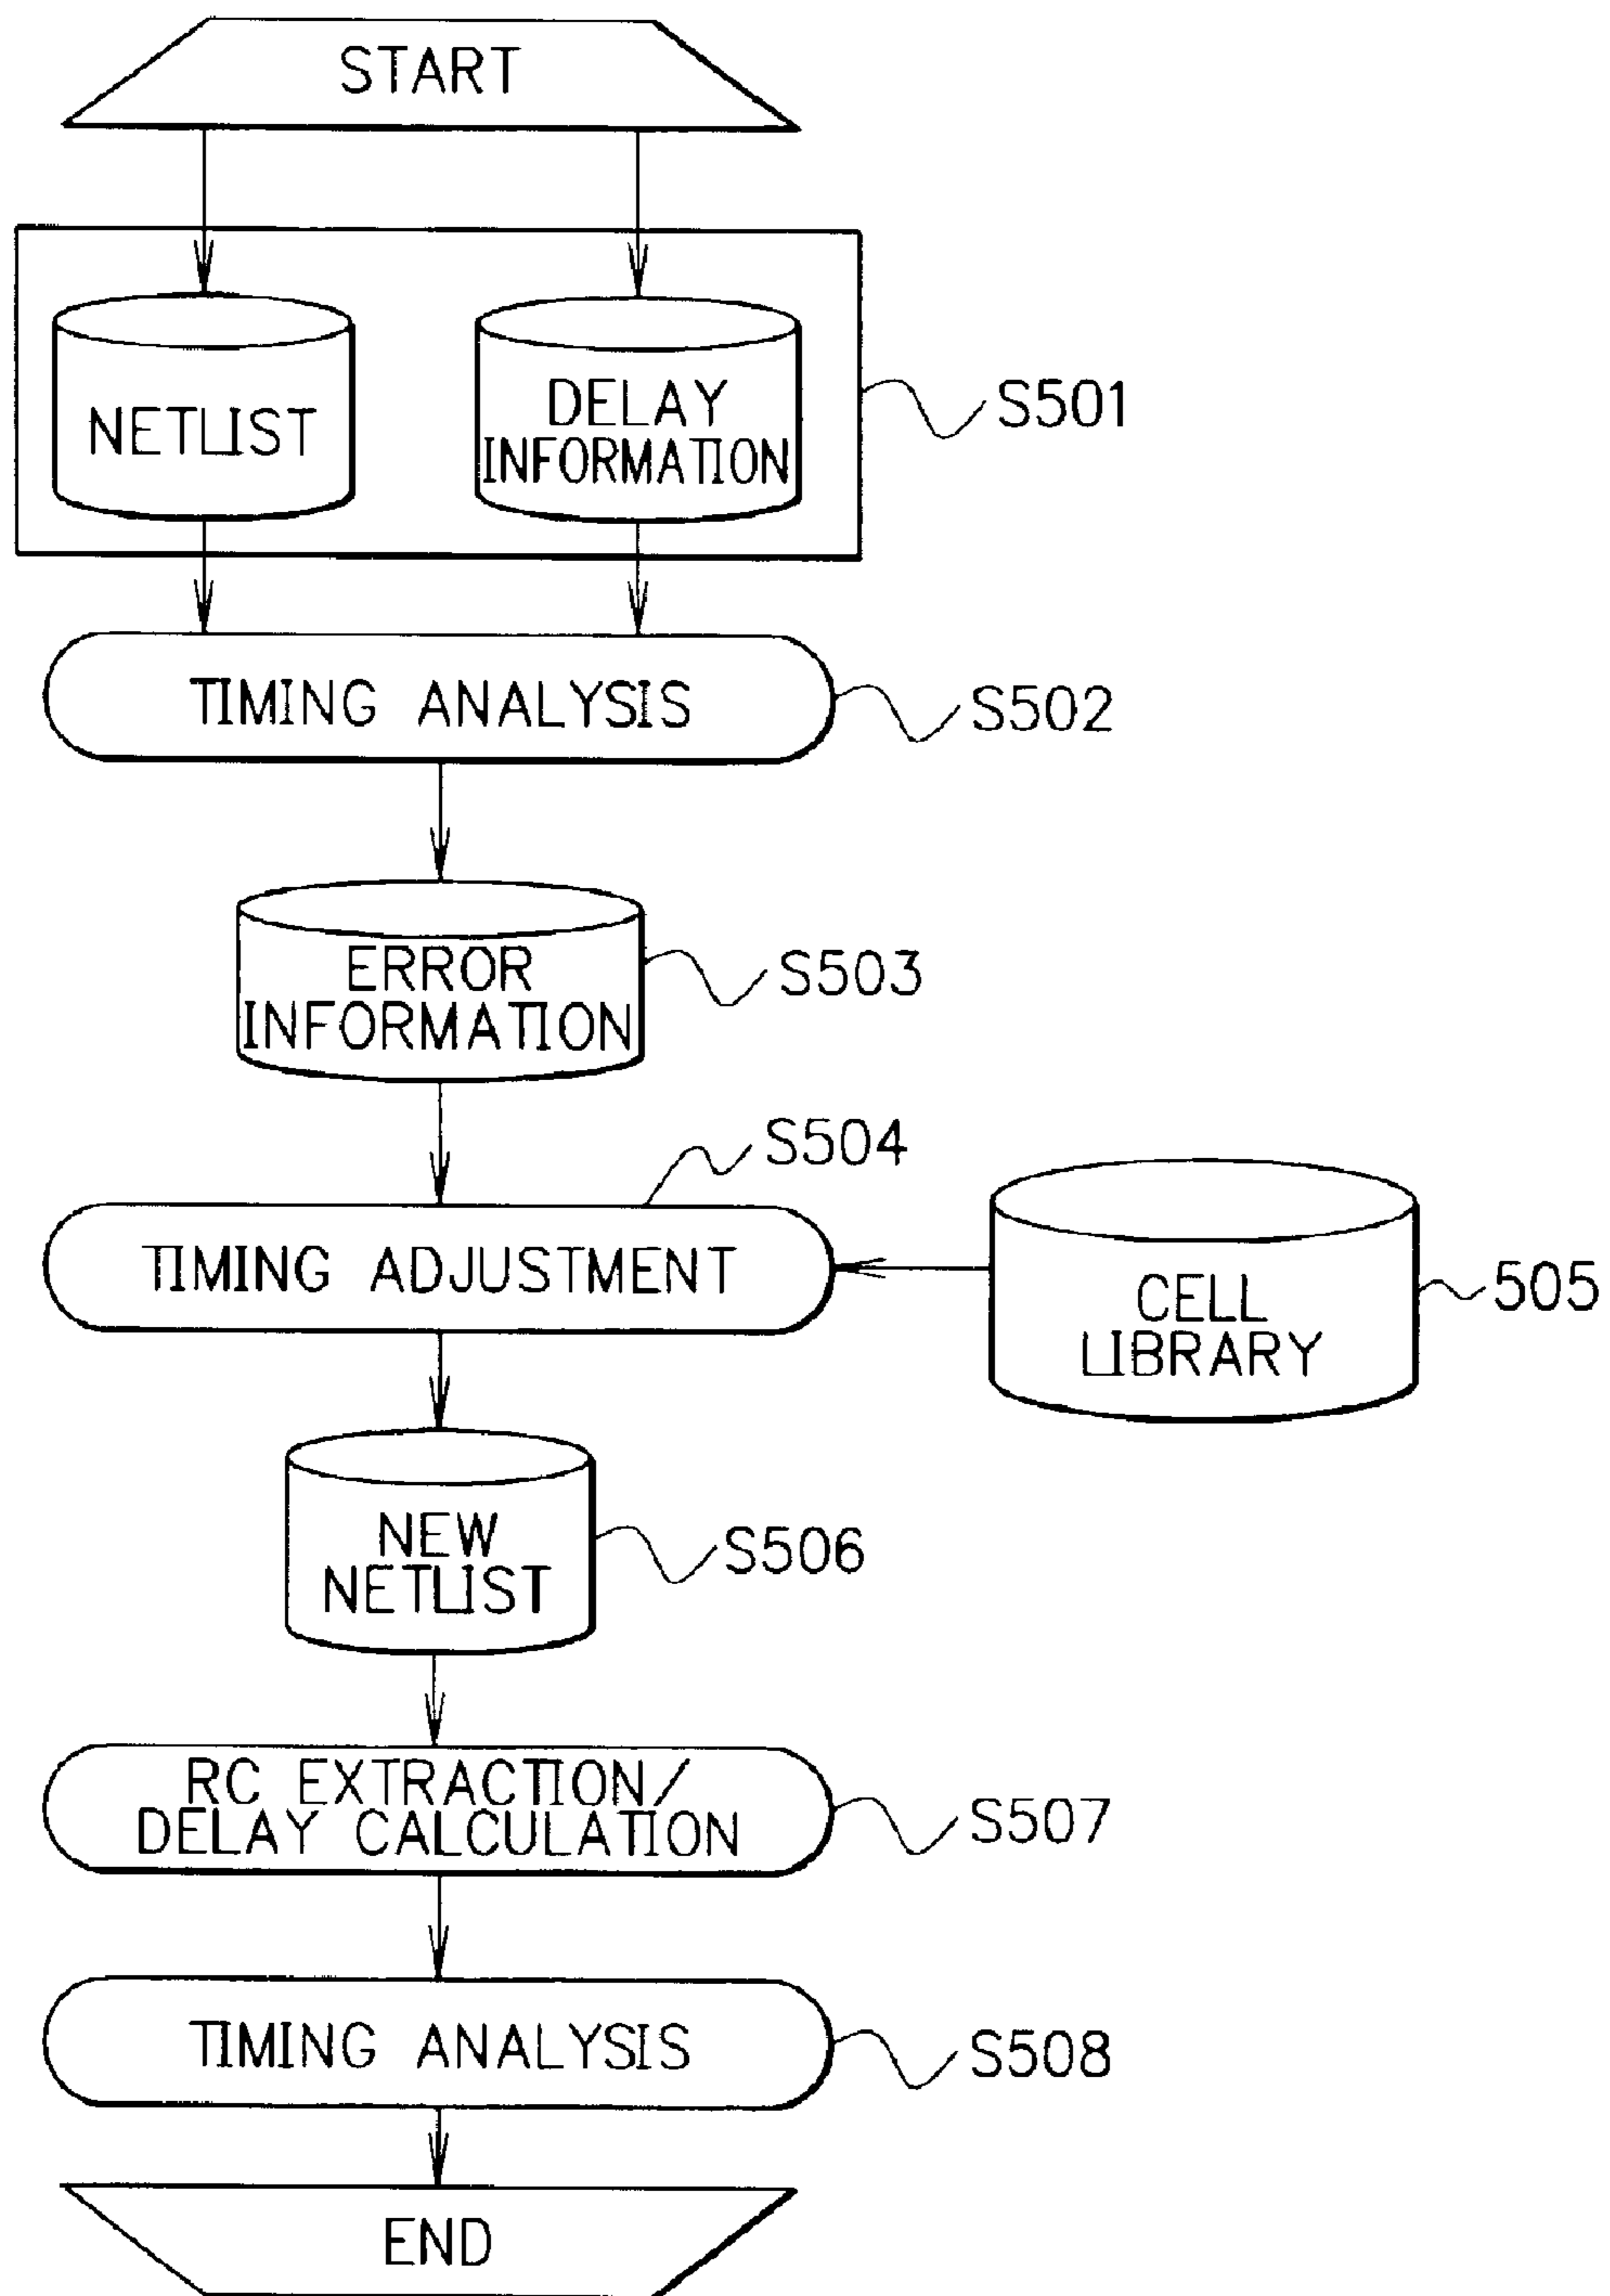 START
NETLIST
DELAY
INFORMATION
S501
TIMING ANALYSIS
S502
ERROR
INFORMATION
S503
S504
TIMING ADJUSTMENT
CELL
LIBRARY
505
NEW
NETLIST
S506
RC EXTRACTION/
DELAY CALCULATION
S507
TIMING ANALYSIS
S508
END